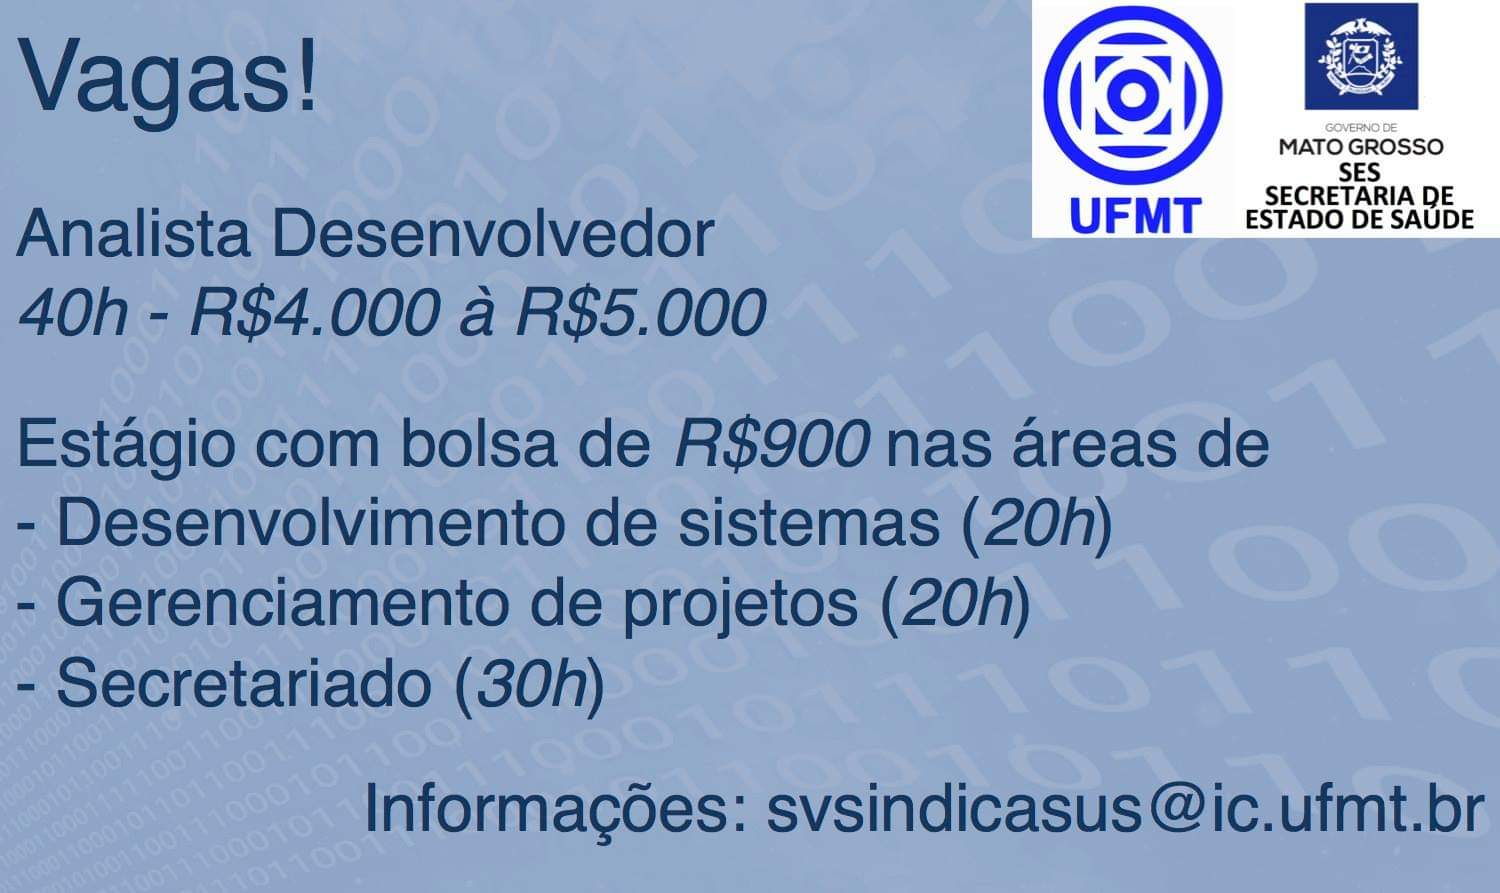 Vagas!
UFMT
GOVERNO DE
MATO GROSSO
SES
SECRETARIA DE
ESTADO DE SAÚDE
Analista Desenvolvedor
40h - R$4.000 à R$5.000
Estágio com bolsa de R$900 nas áreas de
- Desenvolvimento de sistemas (20h)
- Gerenciamento de projetos (20h)
- Secretariado (30h)
Informações: svsindicasus@ic.ufmt.br